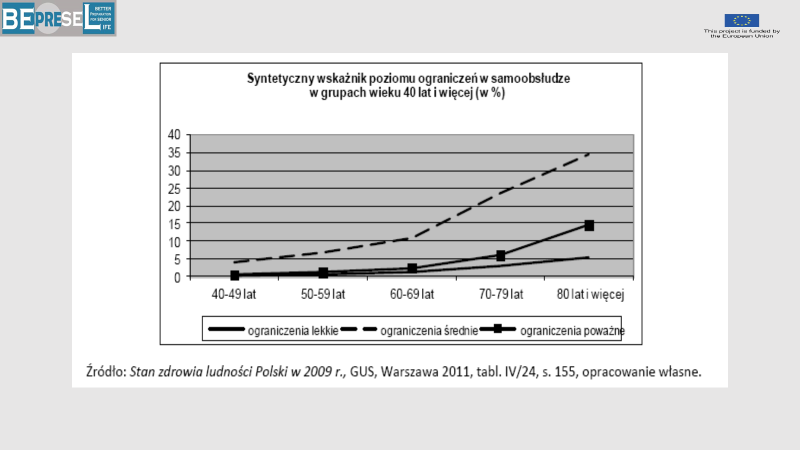 BEPRESEL
BETTER
PREPARATION
FOR SENIOR
LIFE
This project is funded by
the European Union
Syntetyczny wskaźnik poziomu ograniczeń w samoobsłudze
w grupach wieku 40 lat i więcej (w %)
40
35
30
25
20
15
10
5
0
40-49 lat 50-59 lat 60-69 lat 70-79 lat 80 lat i więcej
ograniczenia lekkie ograniczenia średnie ograniczenia poważne
Źródło: Stan zdrowia ludności Polski w 2009 r., GUS, Warszawa 2011, tabl. IV/24, s. 155, opracowanie własne.